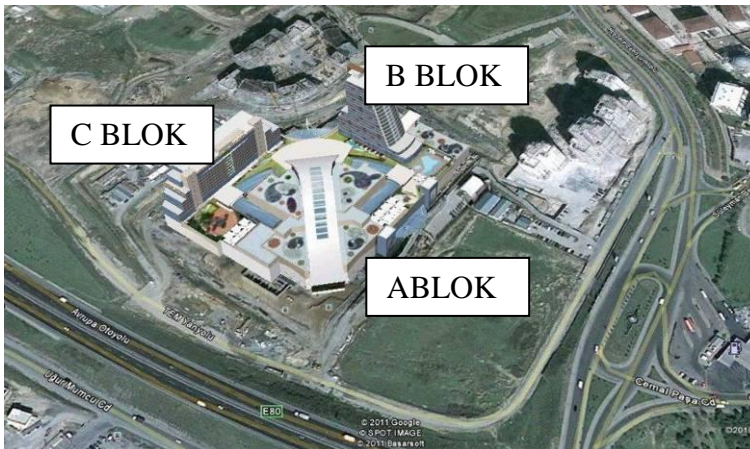 B BLOK
C BLOK
ABLOK
Avrupa Otoyolu
Uğur Mumcu Cd
E80
Cemal Paşa Cd
© 2011 Google
© SPOT IMAGE
© 2011 Basarsoft